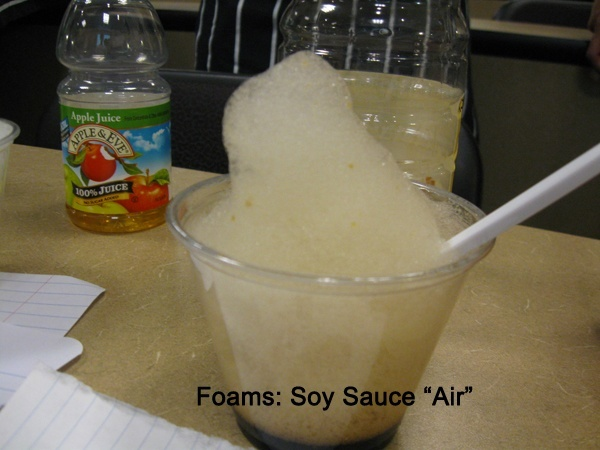 Apple Juice
APPLE & EVE
100% JUICE
Foams: Soy Sauce “Air”